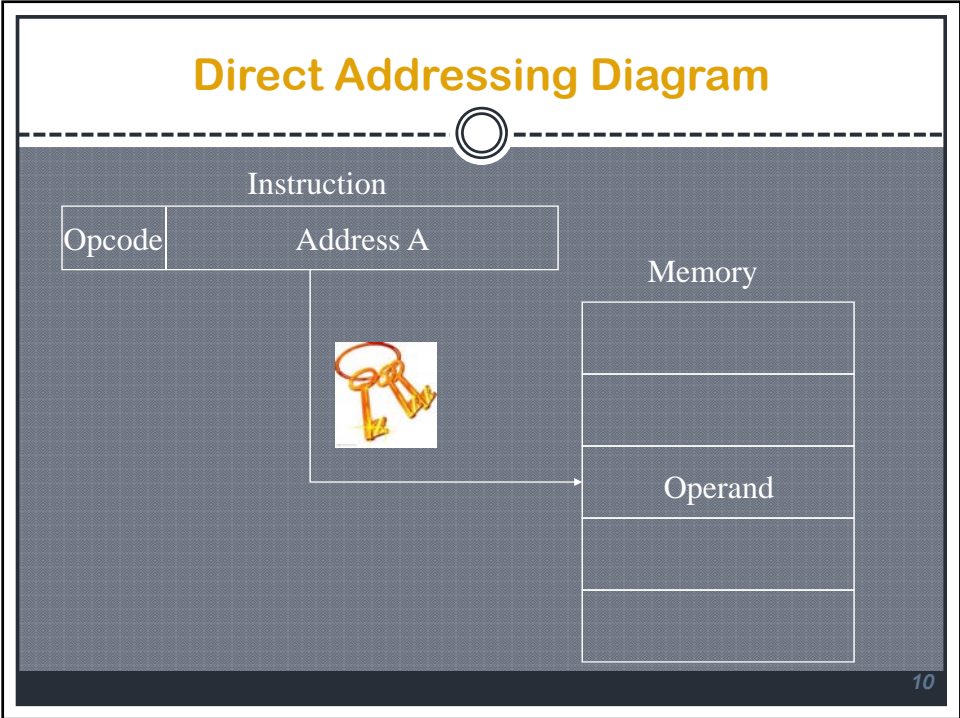 Direct Addressing Diagram
Instruction
Opcode
Address A
Memory
Operand
10